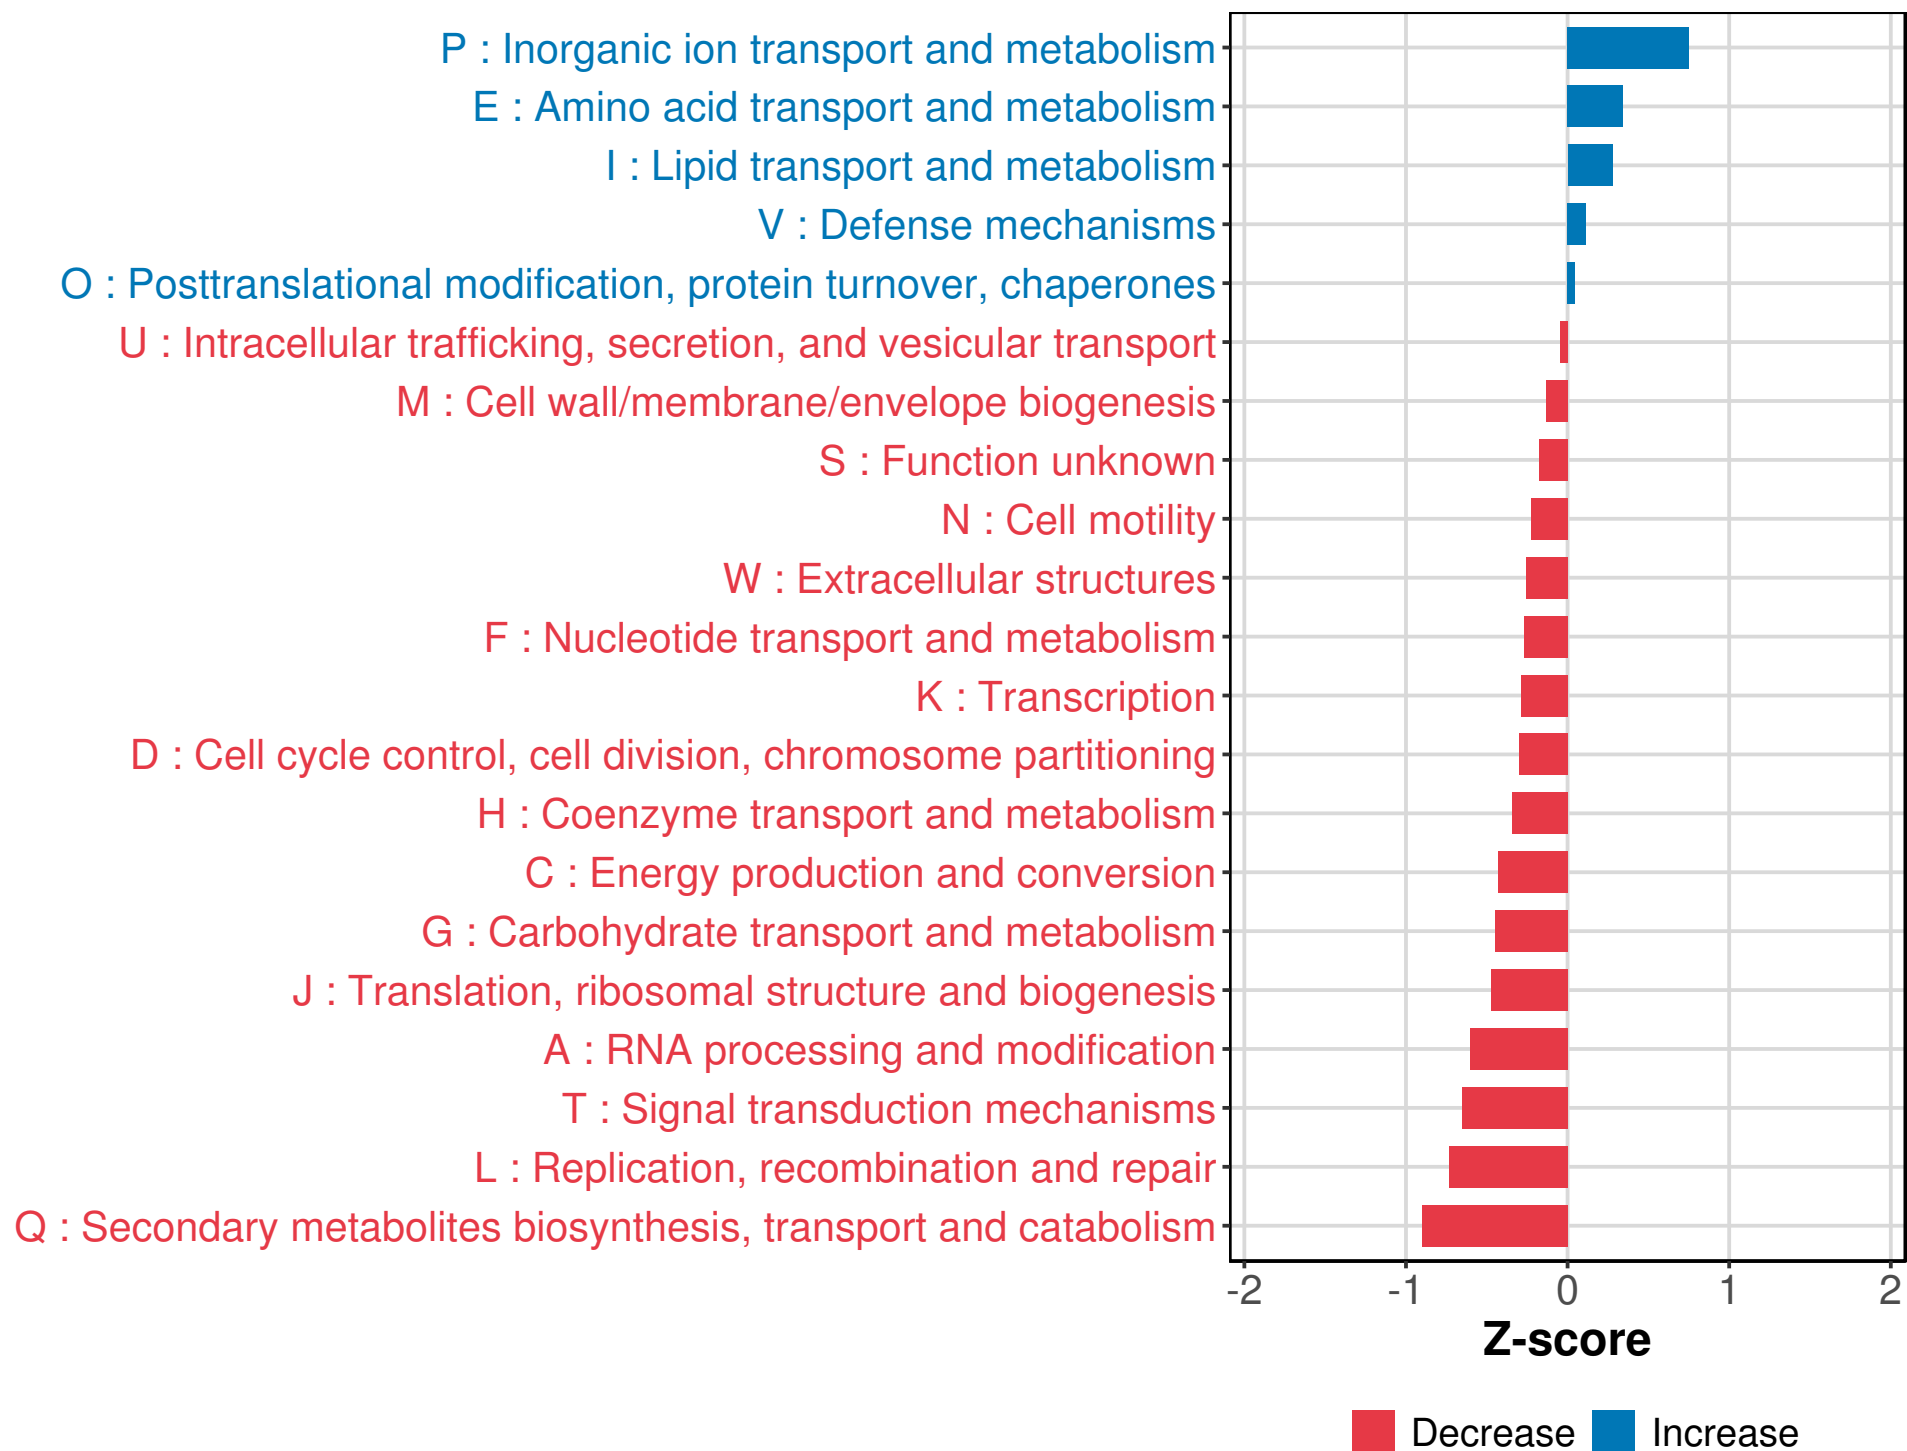 P : Inorganic ion transport and metabolism
E : Amino acid transport and metabolism
I : Lipid transport and metabolism
V : Defense mechanisms
O : Posttranslational modification, protein turnover, chaperones
U : Intracellular trafficking, secretion, and vesicular transport
M : Cell wall/membrane/envelope biogenesis
S : Function unknown
N : Cell motility
W : Extracellular structures
F : Nucleotide transport and metabolism
K : Transcription
D : Cell cycle control, cell division, chromosome partitioning
H : Coenzyme transport and metabolism
C : Energy production and conversion
G : Carbohydrate transport and metabolism
J : Translation, ribosomal structure and biogenesis
A : RNA processing and modification
T : Signal transduction mechanisms
L : Replication, recombination and repair
Q : Secondary metabolites biosynthesis, transport and catabolism
-2 -1 0 1 2
Z-score
Decrease Increase